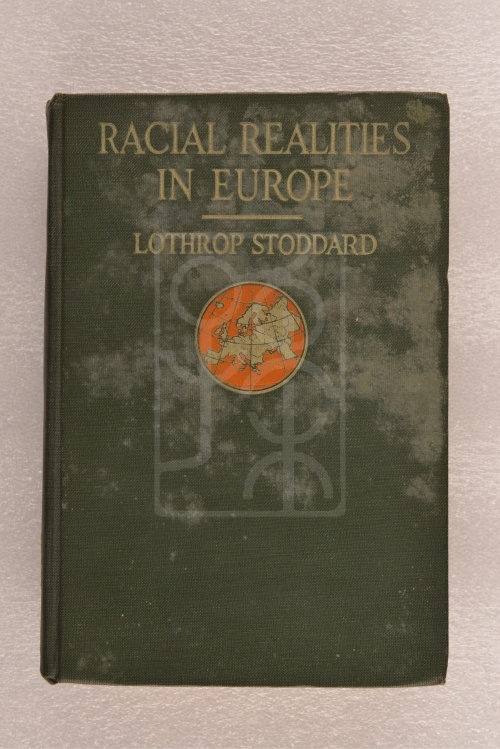 RACIAL REALITIES
IN EUROPE
LOTHROP STODDARD